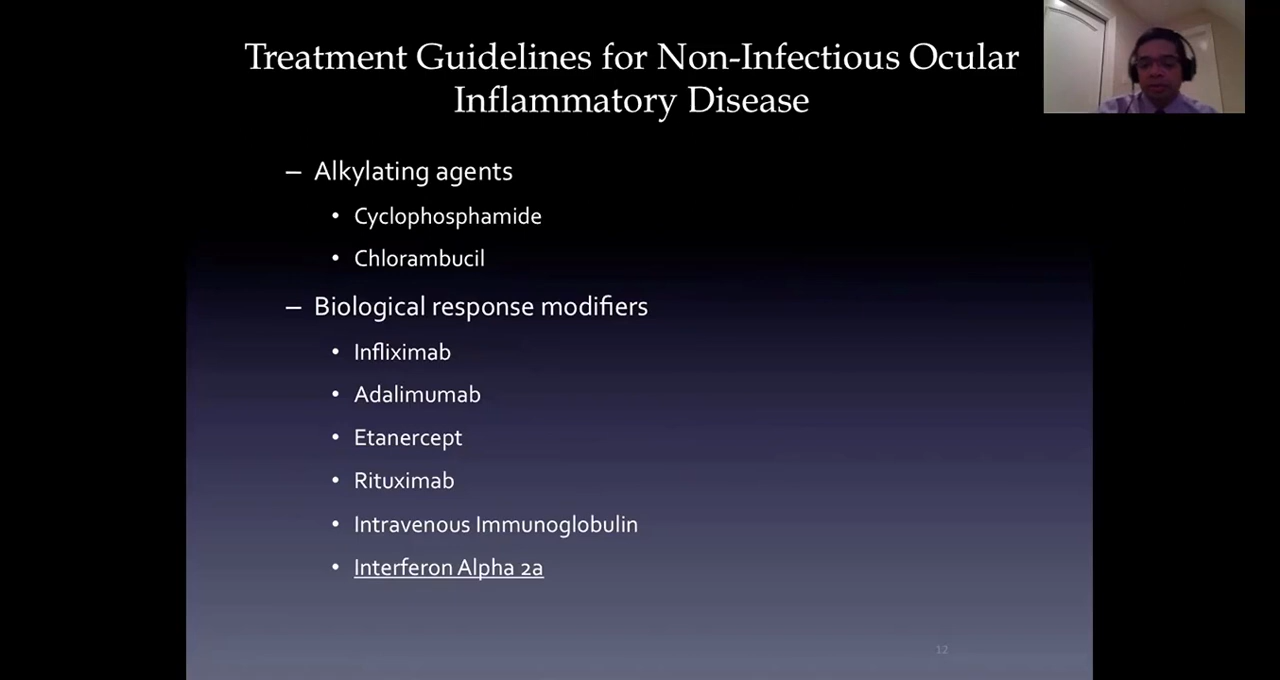 Treatment Guidelines for Non-Infectious Ocular
Inflammatory Disease
– Alkylating agents
• Cyclophosphamide
• Chlorambucil
– Biological response modifiers
• Infliximab
• Adalimumab
• Etanercept
• Rituximab
• Intravenous Immunoglobulin
• Interferon Alpha 2a
12